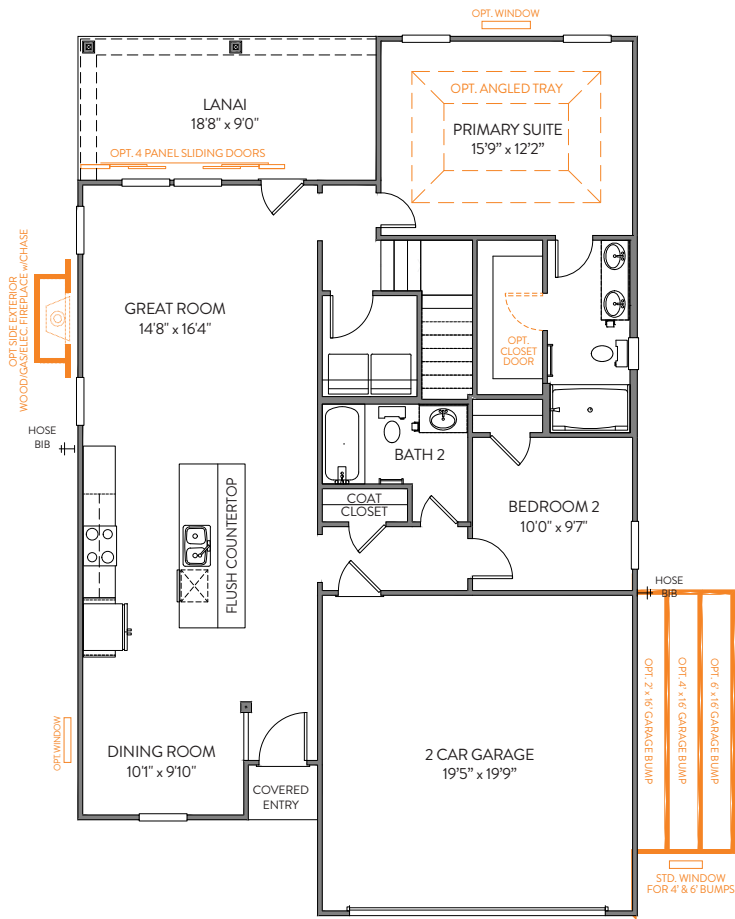 OPT. WINDOW
LANAI
18'8" x 9'0"
OPT. 4 PANEL SLIDING DOORS
OPT. ANGLED TRAY
PRIMARY SUITE
15'9" x 12'2"
OPT SIDE EXTERIOR
WOOD/GAS/ELEC. FIREPLACE w/CHASE
GREAT ROOM
14'8" x 16'4"
OPT.
CLOSET
DOOR
HOSE
BIB
BATH 2
COAT
CLOSET
FLUSH COUNTERTOP
BEDROOM 2
10'0" x 9'7"
HOSE
BIB
OPT. 2' x 16' GARAGE BUMP
OPT. 4' x 16' GARAGE BUMP
OPT. 6' x 16' GARAGE BUMP
OPT. WINDOW
DINING ROOM
10'1" x 9'10"
COVERED
ENTRY
2 CAR GARAGE
19'5" x 19'9"
STD. WINDOW
FOR 4' & 6' BUMPS